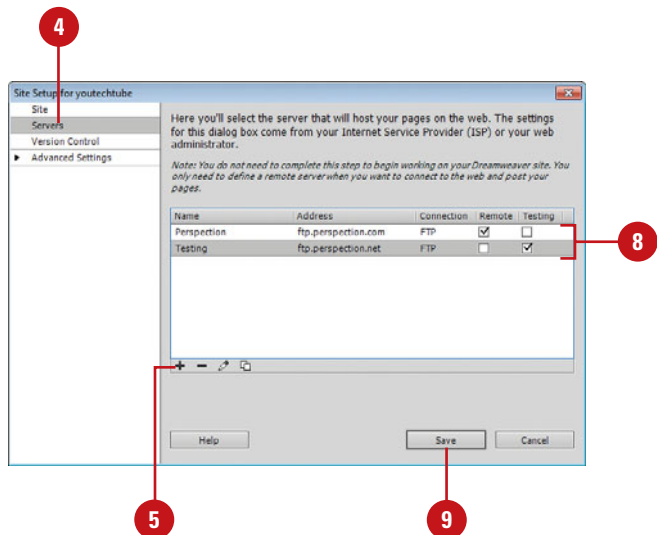 4
Site Setup for youtechtube
Site
Servers
Version Control
Advanced Settings
Here you'll select the server that will host your pages on the web. The settings
for this dialog box come from your Internet Service Provider (ISP) or your web
administrator.
Note: You do not need to complete this step to begin working on your Dreamweaver site. You
only need to define a remote server when you want to connect to the web and post your
pages.
Name Address Connection Remote Testing
Perspection ftp.perspection.com FTP
Testing ftp.perspection.net FTP
8
Help Save Cancel
5 9